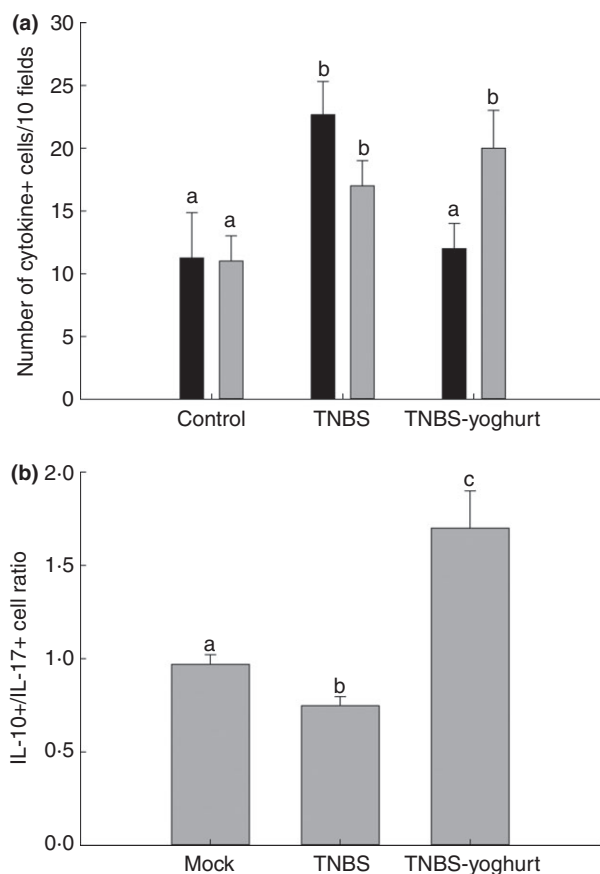 (a)
Number of cytokine+ cells/10 fields
30
25
20
15
10
5
0
a
a
b
b
a
b
Control
TNBS
TNBS-yoghurt
(b)
IL-10+/IL-17+ cell ratio
2·0
1·5
1·0
0·5
0·0
a
b
c
Mock
TNBS
TNBS-yoghurt